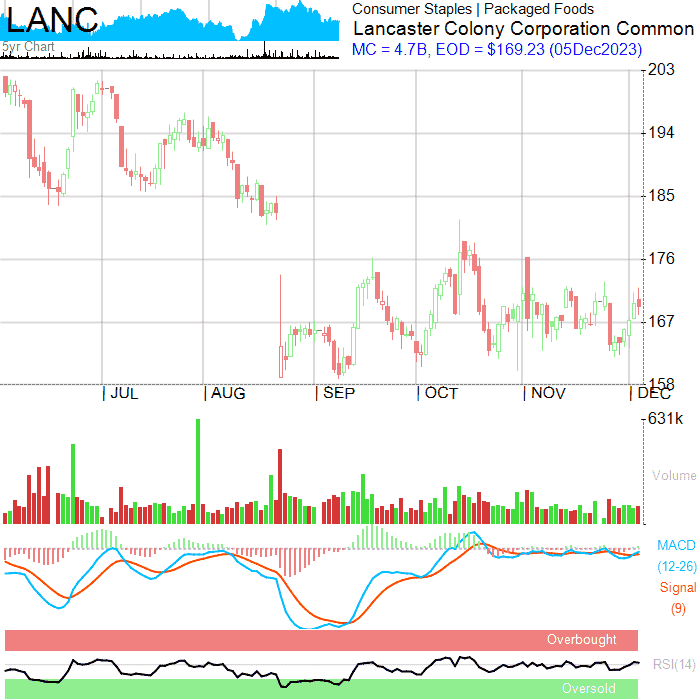 LANC
5yr Chart
Consumer Staples | Packaged Foods
Lancaster Colony Corporation Common
MC = 4.7B, EOD = $169.23 (05Dec2023)
203
194
185
176
167
158
| JUL | AUG | SEP | OCT | NOV | DEC
631k
Volume
MACD
(12-26)
Signal
(9)
Overbought
RSI(14)
Oversold